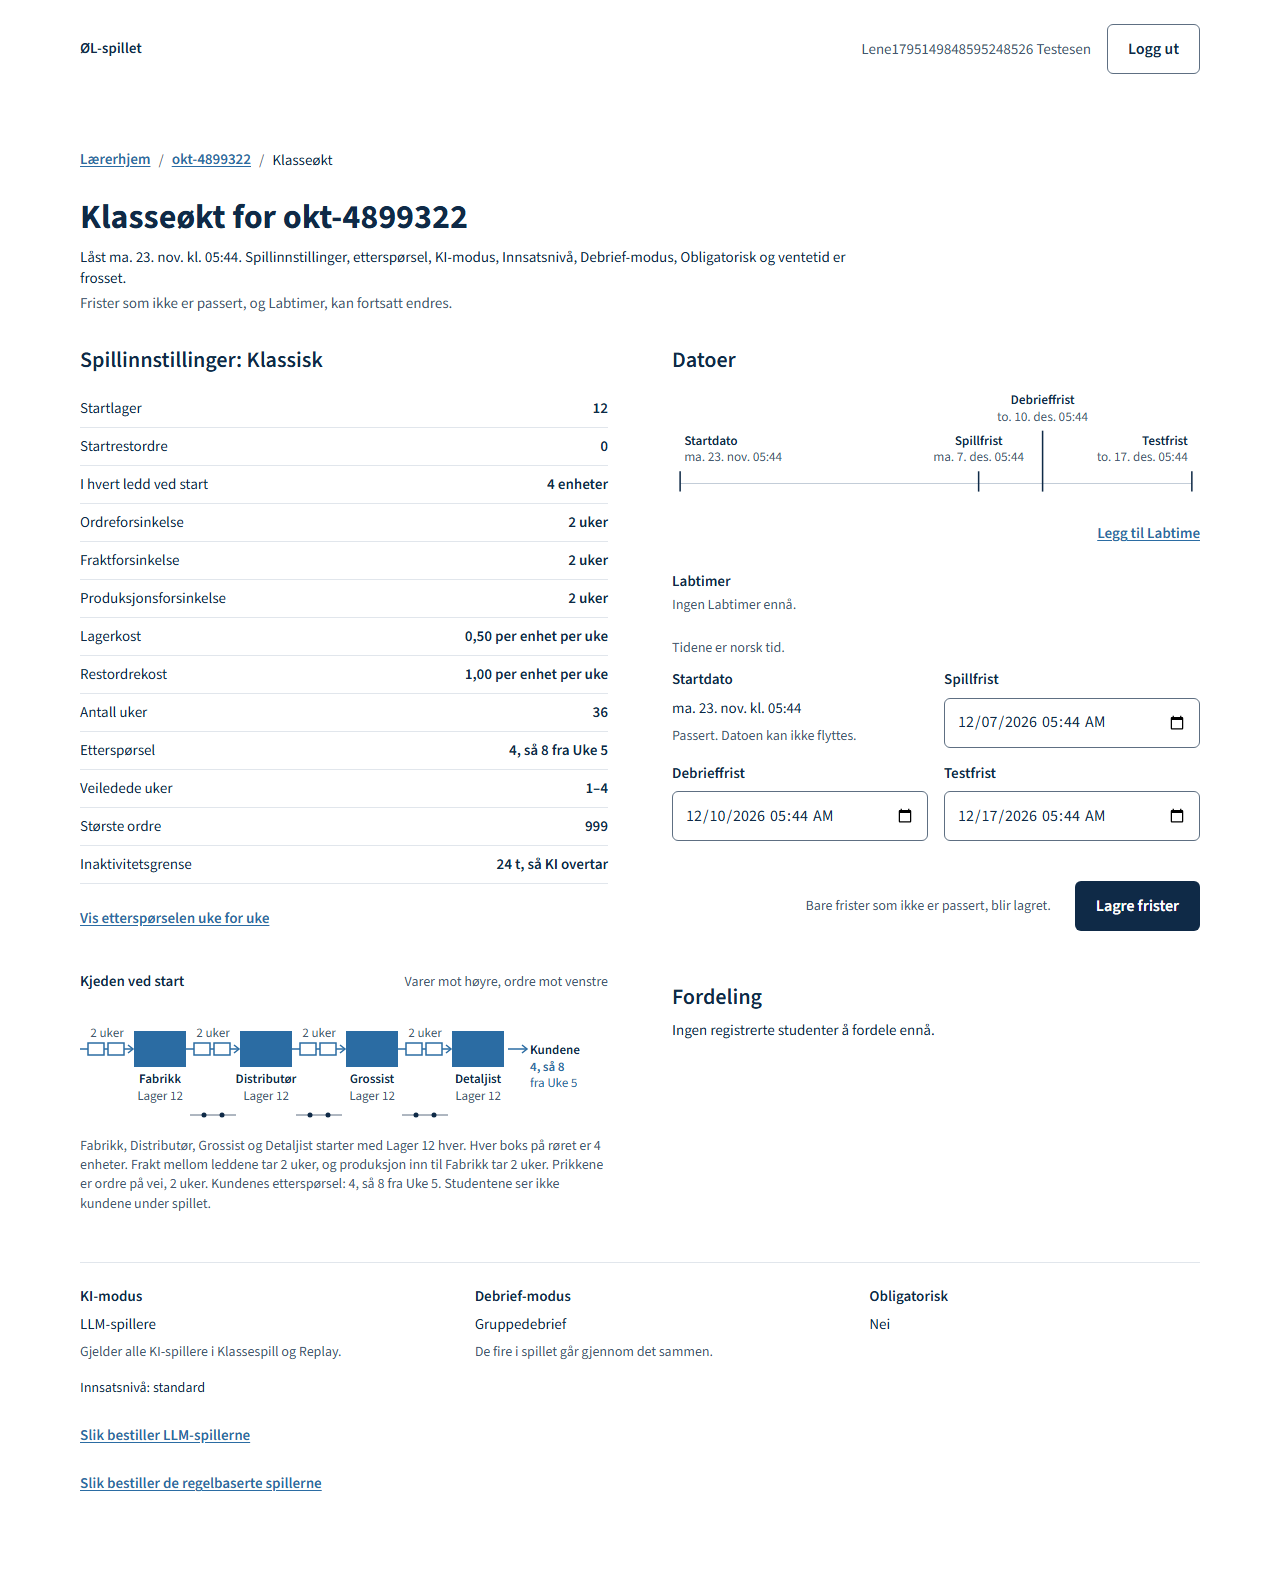 ØL-spillet
Lene1795149848595248526 Testesen
Logg ut
Lærerhjem / okt-4899322 / Klasseøkt
Klasseøkt for okt-4899322
Låst ma. 23. nov. kl. 05:44. Spillinnstillinger, etterspørsel, KI-modus, Innsatsnivå, Debrief-modus, Obligatorisk og ventetid er
frosset.
Frister som ikke er passert, og Labtimer, kan fortsatt endres.
Spillinnstillinger: Klassisk
Startlager 12
Startrestordre 0
I hvert ledd ved start 4 enheter
Ordreforsinkelse 2 uker
Fraktforsinkelse 2 uker
Produksjonsforsinkelse 2 uker
Lagerkost 0,50 per enhet per uke
Restordrekost 1,00 per enhet per uke
Antall uker 36
Etterspørsel 4, så 8 fra Uke 5
Veiledede uker 1–4
Største ordre 999
Inaktivitetsgrense 24 t, så KI overtar
Vis etterspørselen uke for uke
Kjeden ved start
Varer mot høyre, ordre mot venstre
2 uker 2 uker 2 uker 2 uker
Fabrikk Distributør Grossist Detaljist
Lager 12 Lager 12 Lager 12 Lager 12
Kundene
4, så 8
fra Uke 5
Fabrikk, Distributør, Grossist og Detaljist starter med Lager 12 hver. Hver boks på røret er 4
enheter. Frakt mellom leddene tar 2 uker, og produksjon inn til Fabrikk tar 2 uker. Prikkene
er ordre på vei, 2 uker. Kundenes etterspørsel: 4, så 8 fra Uke 5. Studentene ser ikke
kundene under spillet.
Datoer
Debrieffrist
to. 10. des. 05:44
Startdato Spillfrist Testfrist
ma. 23. nov. 05:44 ma. 7. des. 05:44 to. 17. des. 05:44
Legg til Labtime
Labtimer
Ingen Labtimer ennå.
Tidene er norsk tid.
Startdato
ma. 23. nov. kl. 05:44
Passert. Datoen kan ikke flyttes.
Spillfrist
12/07/2026 05:44 AM
Debrieffrist
12/10/2026 05:44 AM
Testfrist
12/17/2026 05:44 AM
Bare frister som ikke er passert, blir lagret.
Lagre frister
Fordeling
Ingen registrerte studenter å fordele ennå.
KI-modus
LLM-spillere
Gjelder alle KI-spillere i Klassespill og Replay.
Innsatsnivå: standard
Slik bestiller LLM-spillerne
Slik bestiller de regelbaserte spillerne
Debrief-modus
Gruppedebrief
De fire i spillet går gjennom det sammen.
Obligatorisk
Nei